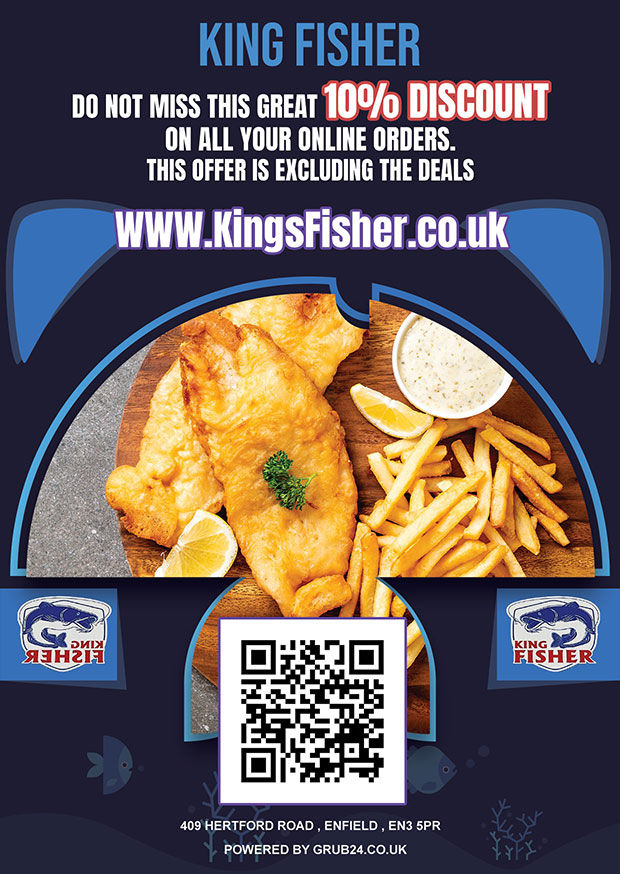 KING FISHER
DO NOT MISS THIS GREAT 10% DISCOUNT
ON ALL YOUR ONLINE ORDERS.
THIS OFFER IS EXCLUDING THE DEALS
WWW.KingsFisher.co.uk
KING
FISHER
KING
FISHER
409 HERTFORD ROAD , ENFIELD , EN3 5PR
POWERED BY GRUB24.CO.UK